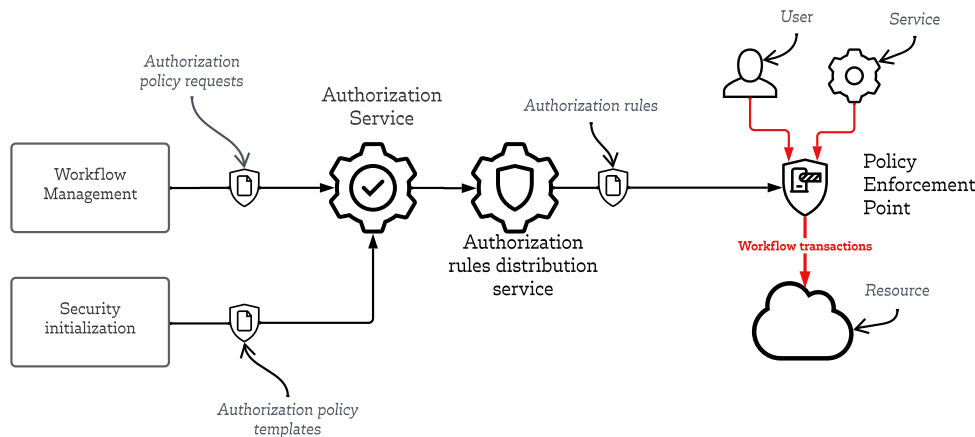 User
Service
Authorization
policy requests
Authorization
Service
Authorization rules
Workflow
Management
Policy
Enforcement
Point
Authorization
rules distribution
service
Workflow transactions
Security
initialization
Resource
Authorization policy
templates